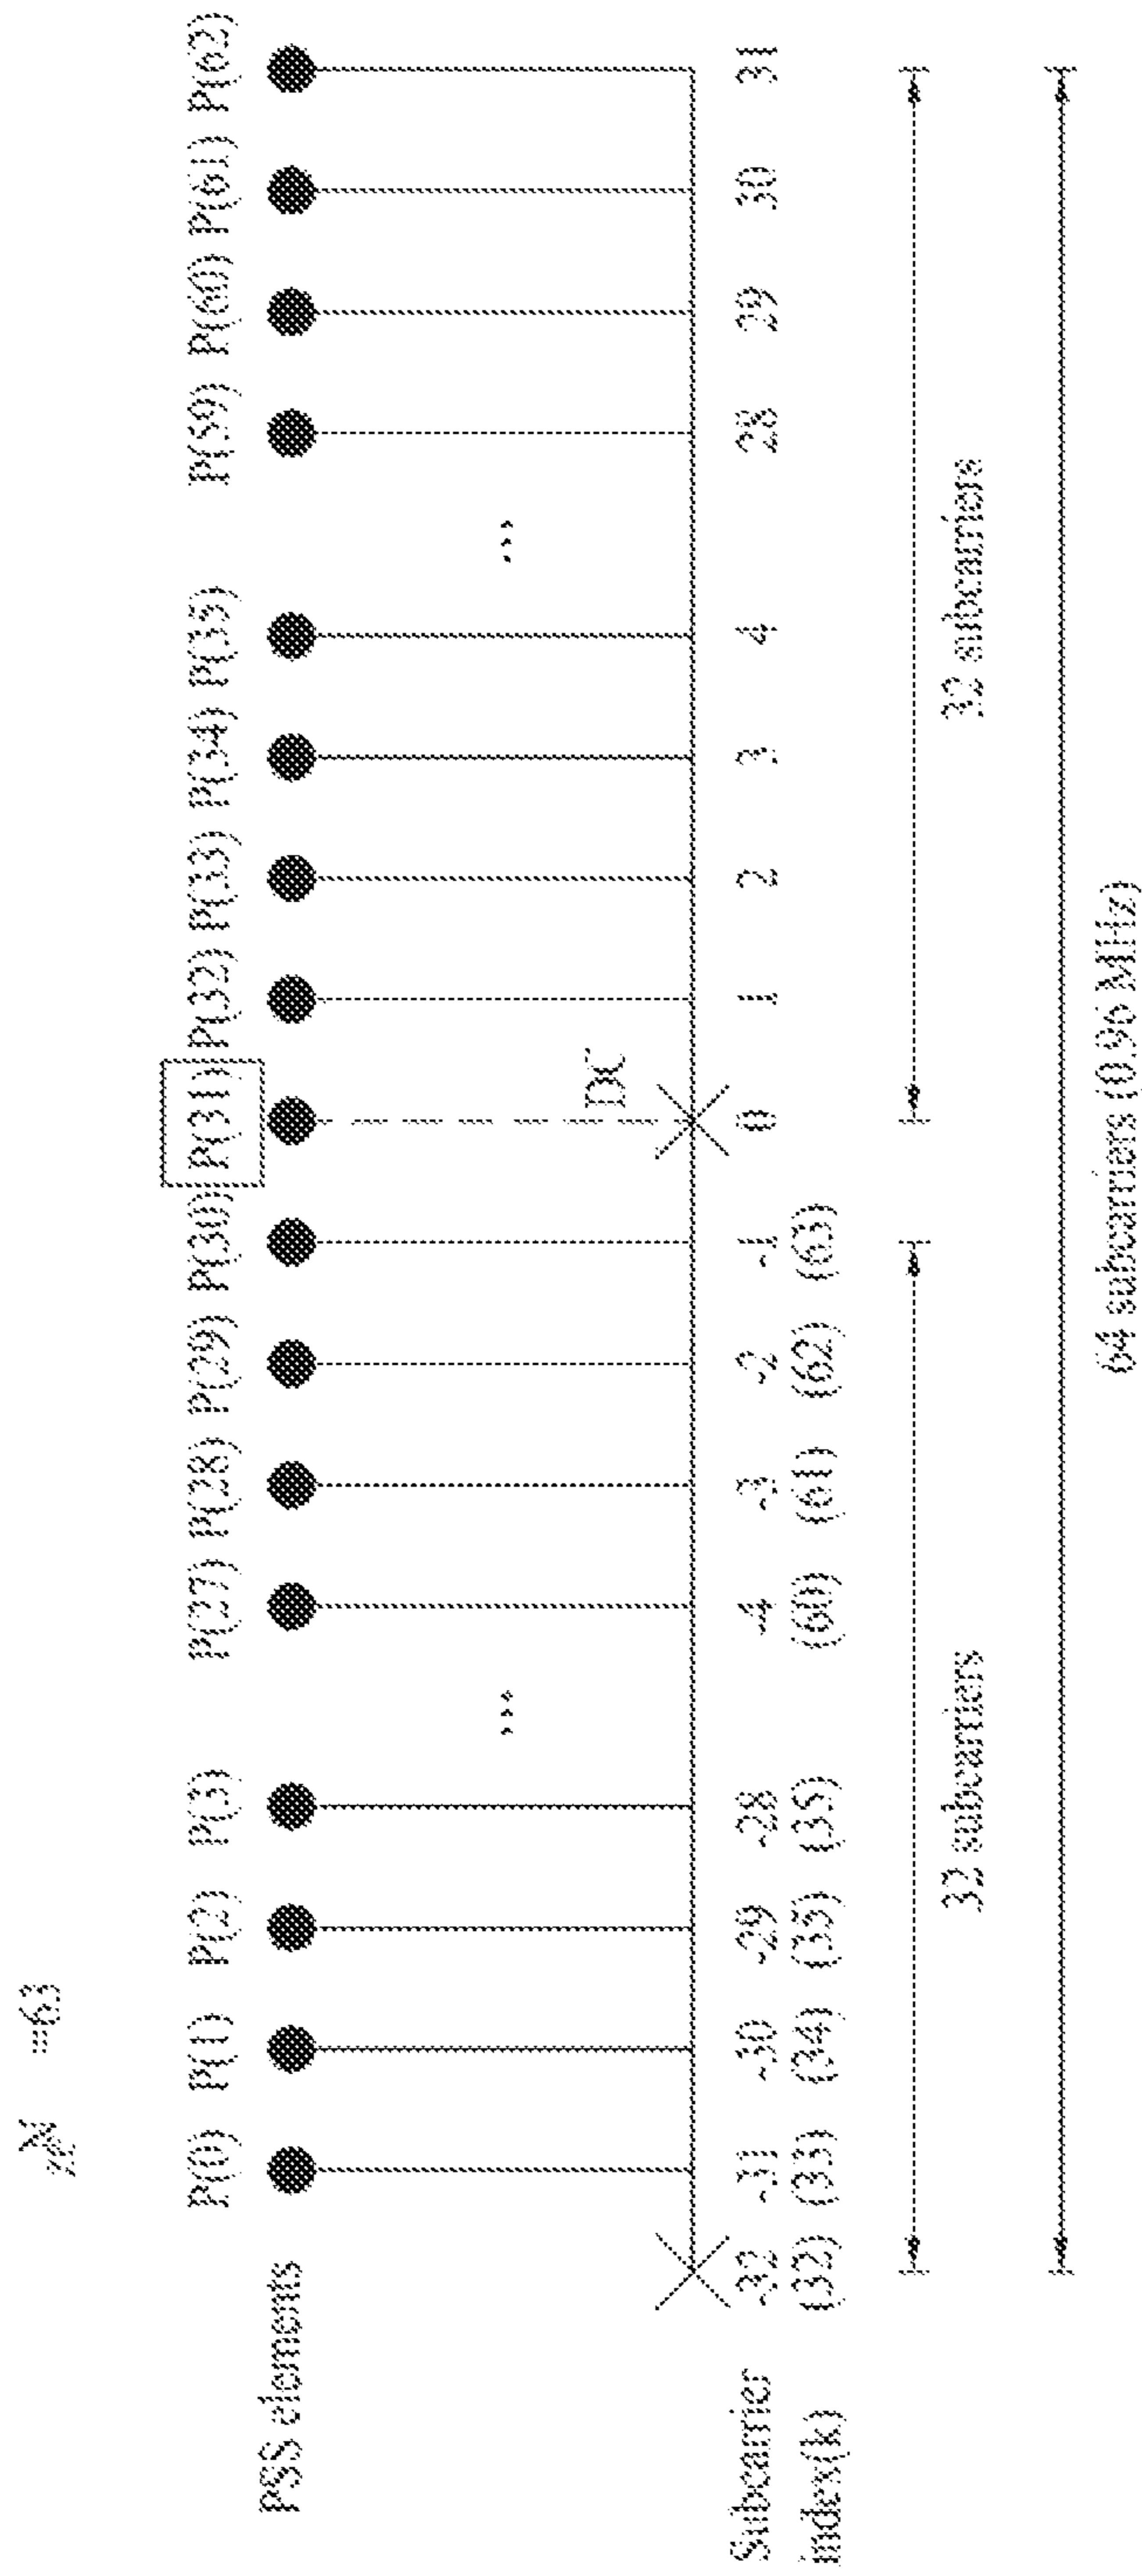 N
zc =63
PSS elements P(0) P(1) P(2) P(3) P(27) P(28) P(29) P(30) P(31) P(32) P(33) P(34) P(35) P(59) P(60) P(61) P(62)
... ...
DC
Subcarrier -32 -31 -30 -29 -28 -4 -3 -2 -1 0 1 2 3 4 28 29 30 31
index(k) (32) (33) (34) (35) (36) (60) (61) (62) (63)
32 subcarriers 32 subcarriers
64 subcarriers (0.96 MHz)